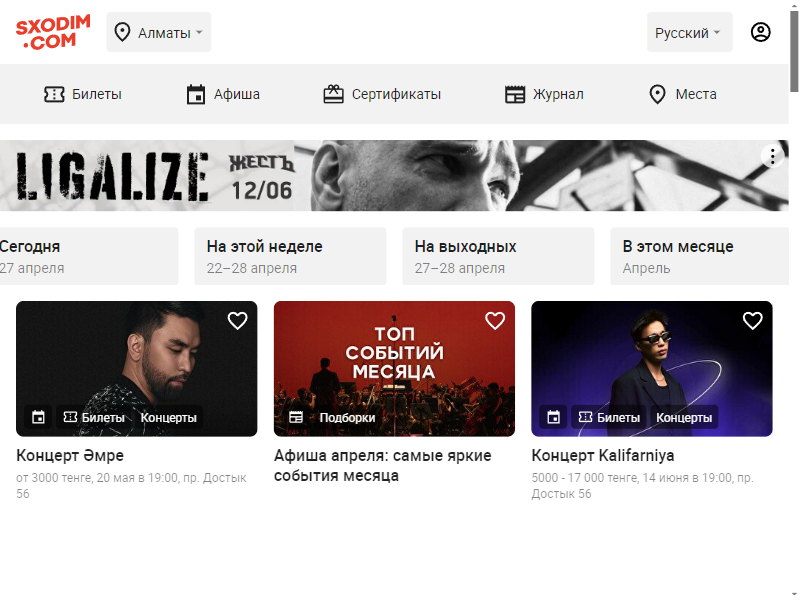 SXODIM
.COM
Алматы
Русский
Билеты
Афиша
Сертификаты
Журнал
Места
LIGALIZE
ЖЕСТЬ
12/06
Сегодня
27 апреля
На этой неделе
22–28 апреля
На выходных
27–28 апреля
В этом месяце
Апрель
Билеты
Концерты
Концерт Әмре
от 3000 тенге, 20 мая в 19:00, пр. Достык
56
ТОП
СОБЫТИЙ
МЕСЯЦА
Подборки
Афиша апреля: самые яркие
события месяца
Билеты
Концерты
Концерт Kalifarniya
5000 - 17 000 тенге, 14 июня в 19:00, пр.
Достык 56